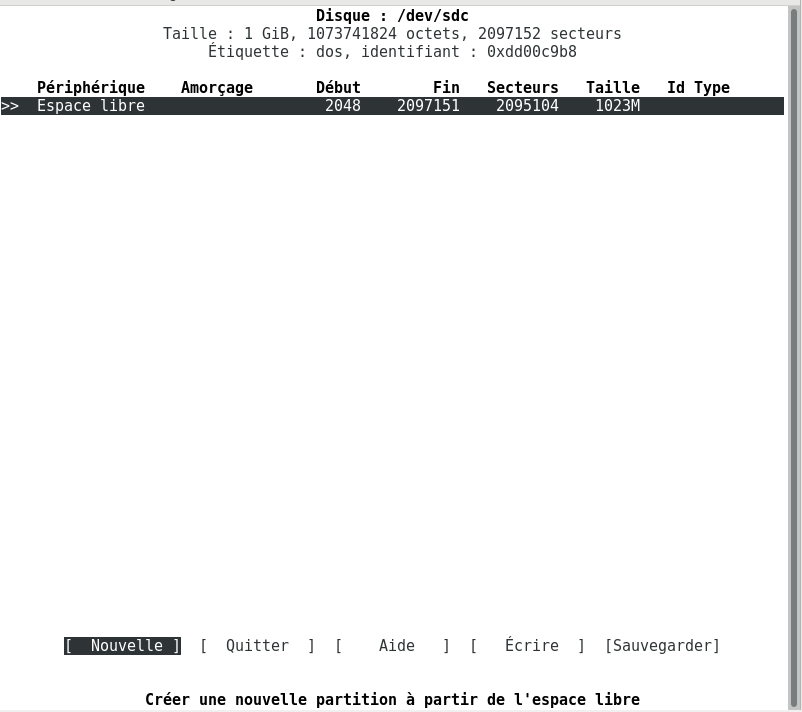 Disque : /dev/sdc
Taille : 1 GiB, 1073741824 octets, 2097152 secteurs
Étiquette : dos, identifiant : 0xdd00c9b8
Périphérique Amorçage Début Fin Secteurs Taille Id Type
>> Espace libre 2048 2097151 2095104 1023M
[ Nouvelle ] [ Quitter ] [ Aide ] [ Écrire ] [Sauvegarder]
Créer une nouvelle partition à partir de l'espace libre